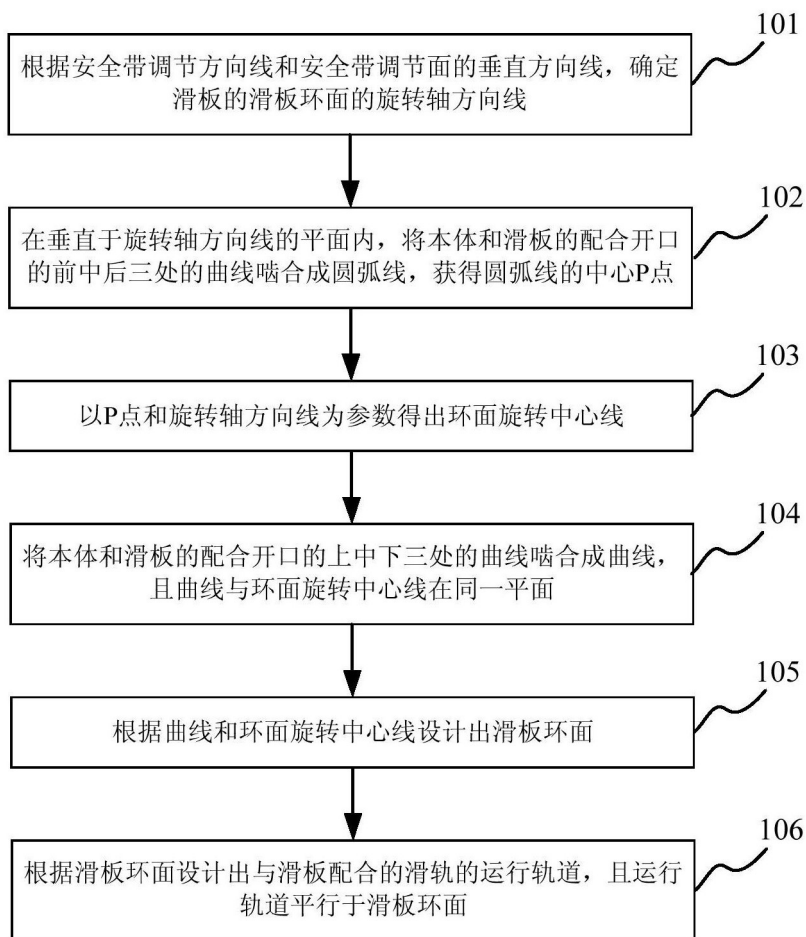 101
根据安全带调节方向线和安全带调节面的垂直方向线，确定
滑板的滑板环面的旋转轴方向线
102
在垂直于旋转轴方向线的平面内，将本体和滑板的配合开口
的前中后三处的曲线啮合成圆弧线，获得圆弧线的中心P点
103
以P点和旋转轴方向线为参数得出环面旋转中心线
104
将本体和滑板的配合开口的上中下三处的曲线啮合成曲线，
且曲线与环面旋转中心线在同一平面
105
根据曲线和环面旋转中心线设计出滑板环面
106
根据滑板环面设计出与滑板配合的滑轨的运行轨道，且运行
轨道平行于滑板环面